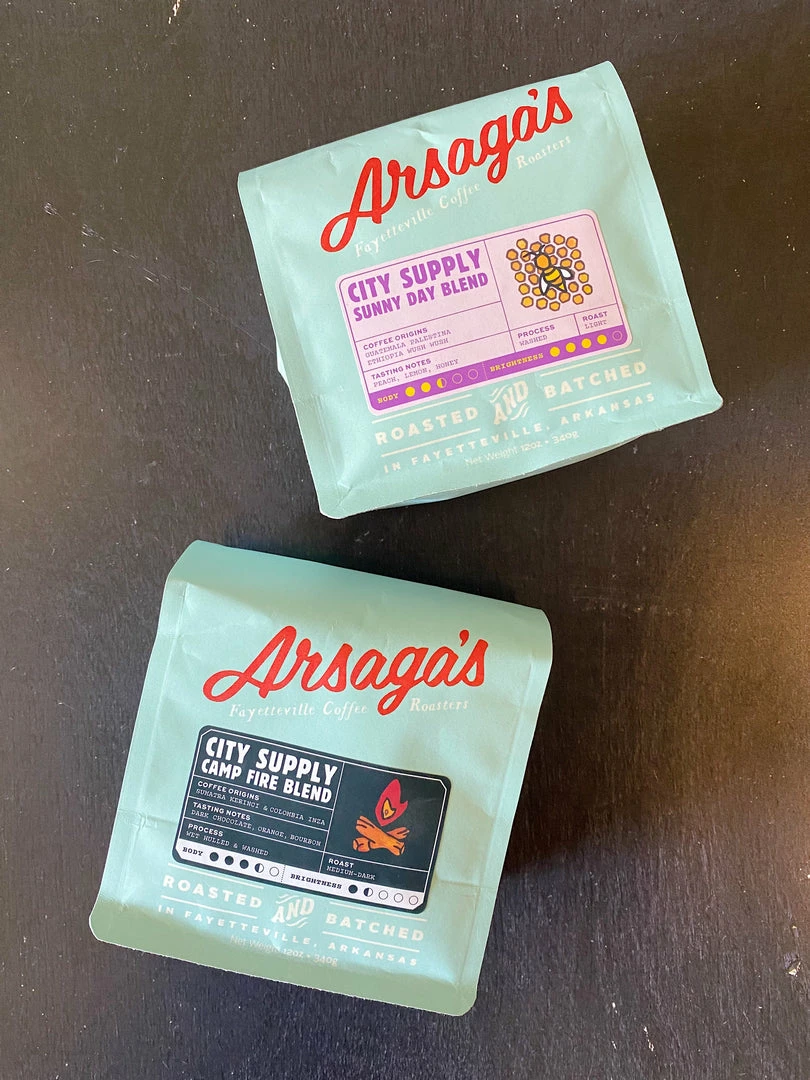 Arsaga's
Fayetteville Coffee Roasters
CITY SUPPLY
SUNNY DAY BLEND
COFFEE ORIGINS
GUATEMALA PALESTINA
ETHIOPIA WUSH WUSH
TASTING NOTES
PEACH, LEMON, HONEY
PROCESS
WASHED
ROAST
LIGHT
BODY
BRIGHTNESS
ROASTED AND BATCHED
IN FAYETTEVILLE, ARKANSAS
Net Weight 12oz • 340g
Arsaga's
Fayetteville Coffee Roasters
CITY SUPPLY
CAMP FIRE BLEND
COFFEE ORIGINS
SUMATRA KERINCI & COLOMBIA INZA
TASTING NOTES
DARK CHOCOLATE, ORANGE, BOURBON
PROCESS
WET HULLED & WASHED
ROAST
MEDIUM-DARK
BODY
BRIGHTNESS
ROASTED AND BATCHED
IN FAYETTEVILLE, ARKANSAS
Net Weight 12oz • 340g